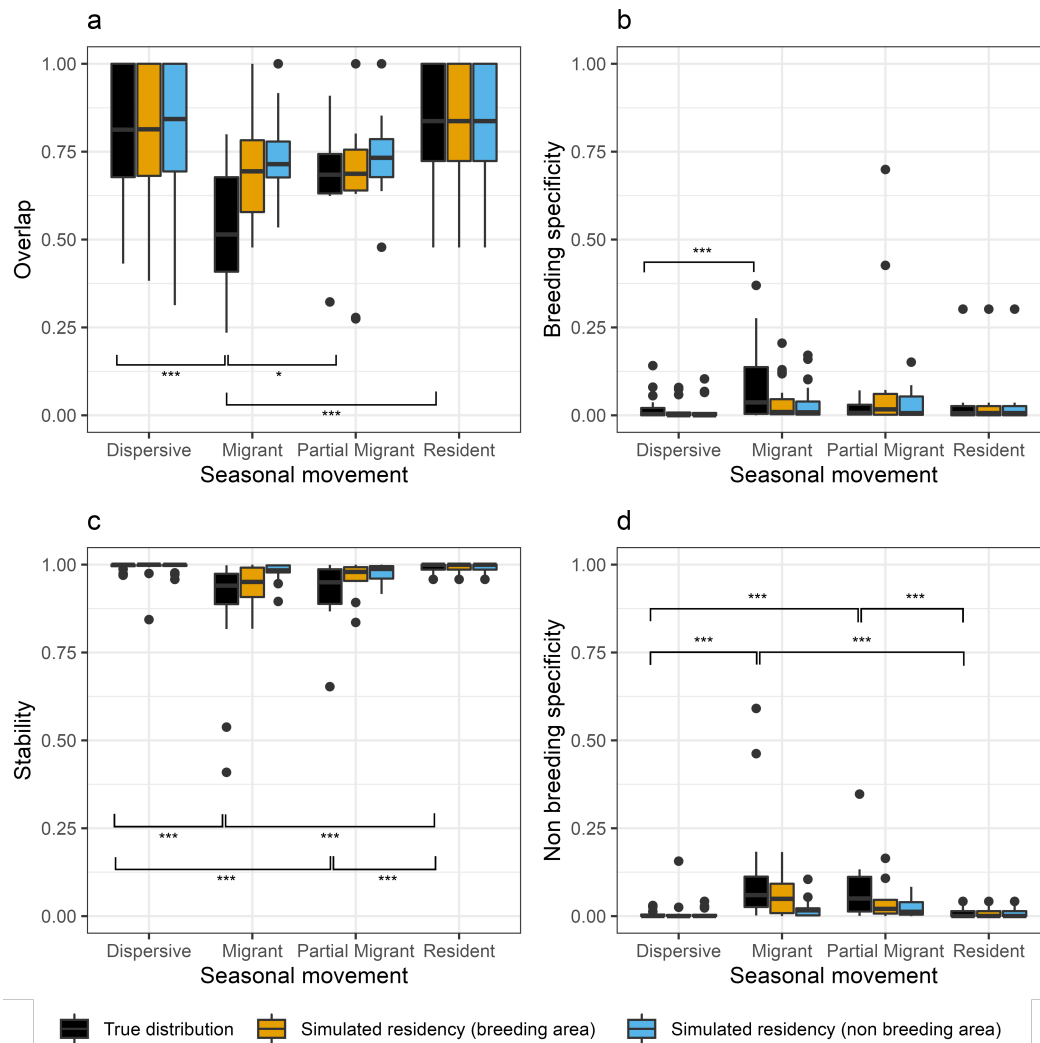 a
1.00
0.75
0.50
0.25
0.00
Overlap
***
*
***
Dispersive Migrant Partial Migrant Resident
Seasonal movement
b
1.00
0.75
0.50
0.25
0.00
Breeding specificity
***
Dispersive Migrant Partial Migrant Resident
Seasonal movement
c
1.00
0.75
0.50
0.25
0.00
Stability
*** ***
*** ***
Dispersive Migrant Partial Migrant Resident
Seasonal movement
d
1.00
0.75
0.50
0.25
0.00
Non breeding specificity
*** ***
*** ***
Dispersive Migrant Partial Migrant Resident
Seasonal movement
True distribution Simulated residency (breeding area) Simulated residency (non breeding area)